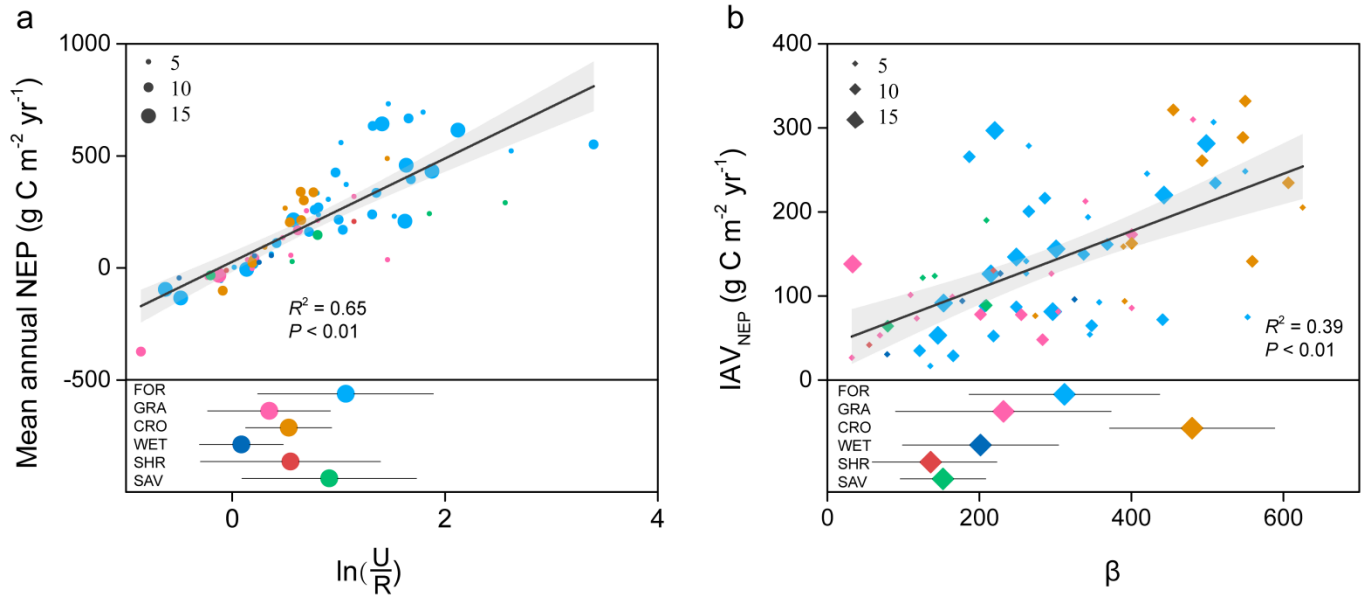 a
1000
500
0
-500
Mean annual NEP (g C m⁻² yr⁻¹)
5
10
15
R² = 0.65
P < 0.01
FOR
GRA
CRO
WET
SHR
SAV
0 2 4
ln(U/R)
b
400
300
200
100
0
IAV_NEP (g C m⁻² yr⁻¹)
5
10
15
R² = 0.39
P < 0.01
FOR
GRA
CRO
WET
SHR
SAV
0 200 400 600
β